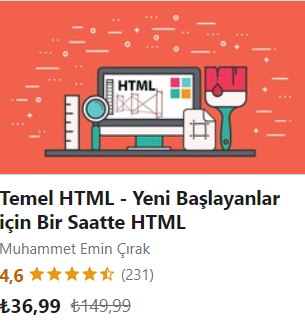 HTML
Temel HTML - Yeni Başlayanlar
için Bir Saatte HTML
Muhammet Emin Çırak
4,6 (231)
₺36,99 ₺149,99